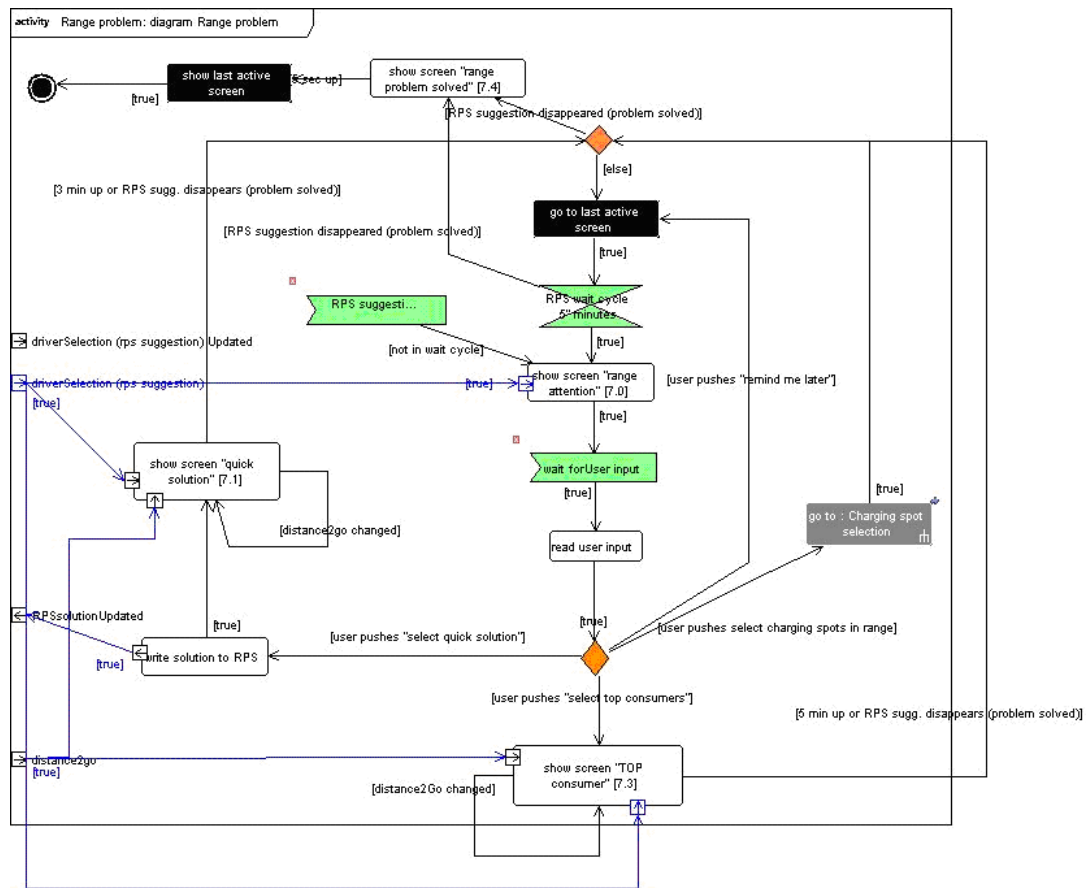 activity Range problem: diagram Range problem
show last active
screen
[5 sec up]
show screen "range
problem solved" [7.4]
[true]
[RPS suggestion disappeared (problem solved)]
[else]
[3 min up or RPS sugg. disappears (problem solved)]
go to last active
screen
[RPS suggestion disappeared (problem solved)]
[true]
RPS wait cycle
5" minutes
RPS suggesti...
[true]
driverSelection (rps suggestion) Updated
[not in wait cycle]
show screen "range
attention" [7.0]
[user pushes "remind me later"]
driverSelection (rps suggestion)
[true]
[true]
[true]
show screen "quick
solution" [7.1]
wait forUser input
[true]
[true]
go to : Charging spot
selection
rh
[distance2go changed]
read user input
RPSsolutionUpdated
[true]
[true]
[user pushes select charging spots in range]
[user pushes "select quick solution"]
write solution to RPS
[true]
[user pushes "select top consumers"]
[5 min up or RPS sugg. disappears (problem solved)]
distance2go
[true]
show screen "TOP
consumer" [7.3]
[distance2Go changed]